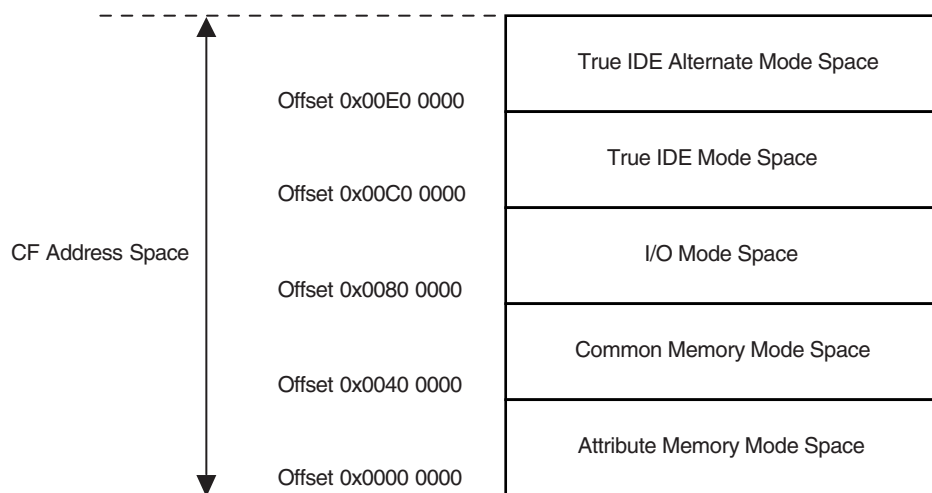 True IDE Alternate Mode Space
Offset 0x00E0 0000
True IDE Mode Space
Offset 0x00C0 0000
CF Address Space
I/O Mode Space
Offset 0x0080 0000
Common Memory Mode Space
Offset 0x0040 0000
Attribute Memory Mode Space
Offset 0x0000 0000